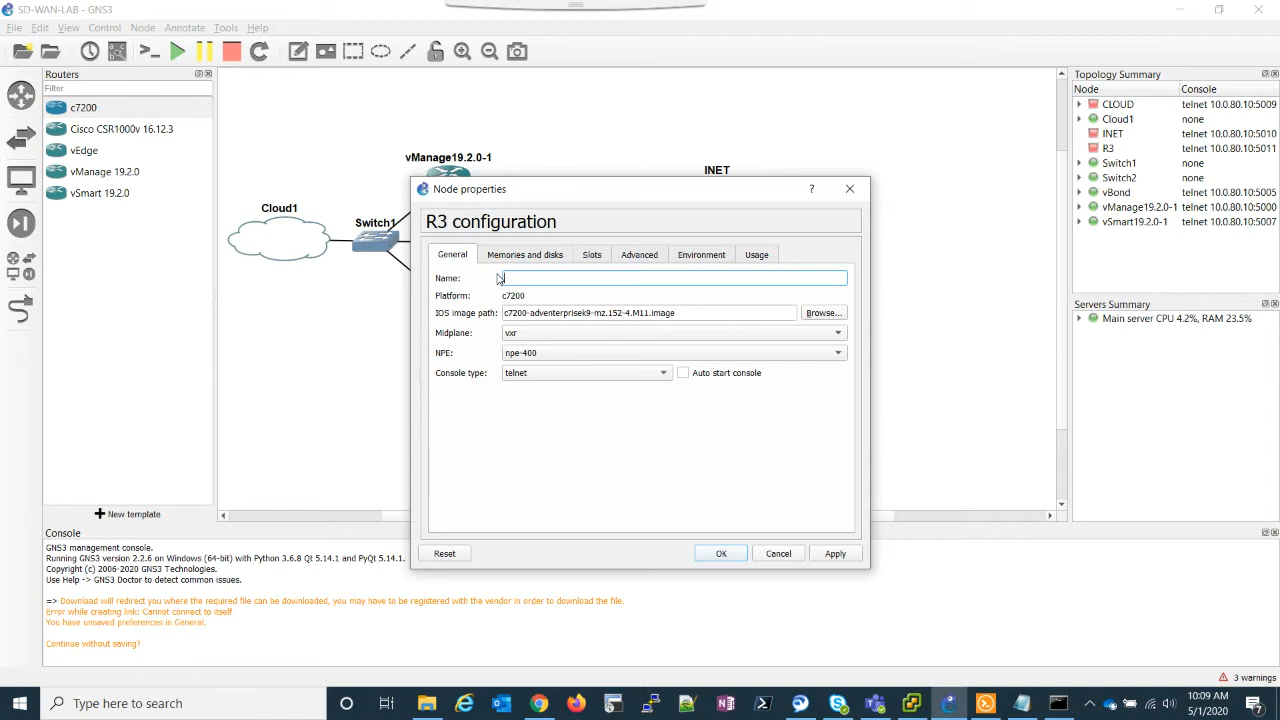 SD-WAN-LAB - GNS3
File Edit View Control Node Annotate Tools Help
Routers
Filter
c7200
Cisco CSR1000v 16.12.3
vEdge
vManage 19.2.0
vSmart 19.2.0
New template
vManage19.2.0-1
Cloud1
Switch1
INET
Node properties
R3 configuration
General Memories and disks Slots Advanced Environment Usage
Name:
Platform: c7200
IOS image path: c7200-adventerprisek9-mz.152-4.M11.image Browse...
Midplane: vxr
NPE: npe-400
Console type: telnet Auto start console
Reset OK Cancel Apply
Topology Summary
Node Console
CLOUD telnet 10.0.80.10:5009
Cloud1 none
INET telnet 10.0.80.10:5010
R3 telnet 10.0.80.10:5011
Switch1 none
Switch2 none
vBond telnet 10.0.80.10:5005
vManage19.2.0-1 telnet 10.0.80.10:5000
vSmart19.2.0-1 telnet 10.0.80.10:5007
Servers Summary
Main server CPU 4.2%, RAM 23.5%
Console
GNS3 management console.
Running GNS3 version 2.2.6 on Windows (64-bit) with Python 3.6.8 Qt 5.14.1 and PyQt 5.14.1.
Copyright (c) 2006-2020 GNS3 Technologies.
Use Help -> GNS3 Doctor to detect common issues.
=> Download will redirect you where the required file can be downloaded, you may have to be registered with the vendor in order to download the file.
Error while creating link: Cannot connect to itself
You have unsaved preferences in General.
Continue without saving?
3 warnings
Type here to search
10:09 AM
5/1/2020